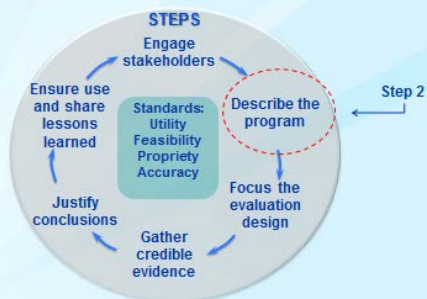 STEPS
Engage
stakeholders
Describe the
program
Step 2
Focus the
evaluation
design
Gather
credible
evidence
Justify
conclusions
Ensure use
and share
lessons
learned
Standards:
Utility
Feasibility
Propriety
Accuracy